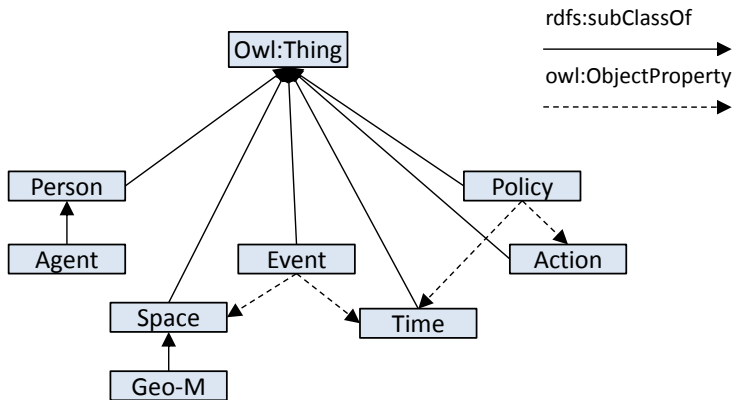 rdfs:subClassOf
Owl:Thing
owl:ObjectProperty
Person
Policy
Agent
Event
Action
Space
Time
Geo-M